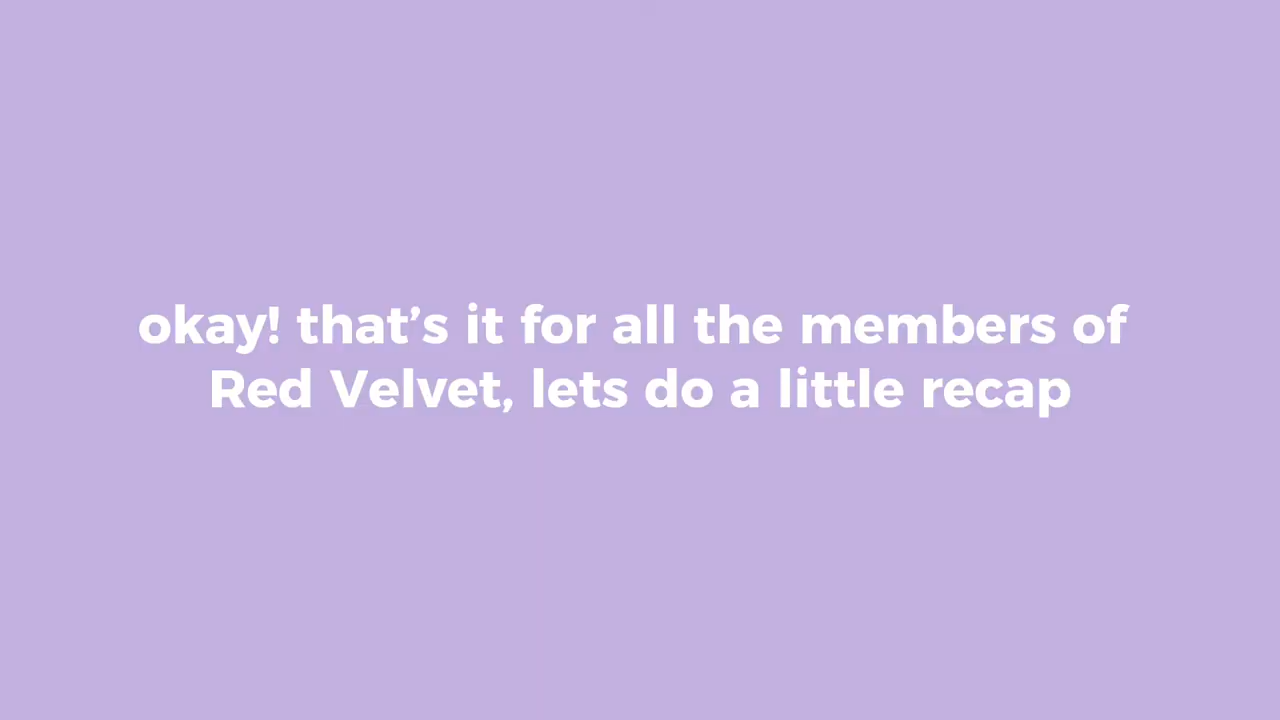 okay! that’s it for all the members of
Red Velvet, lets do a little recap